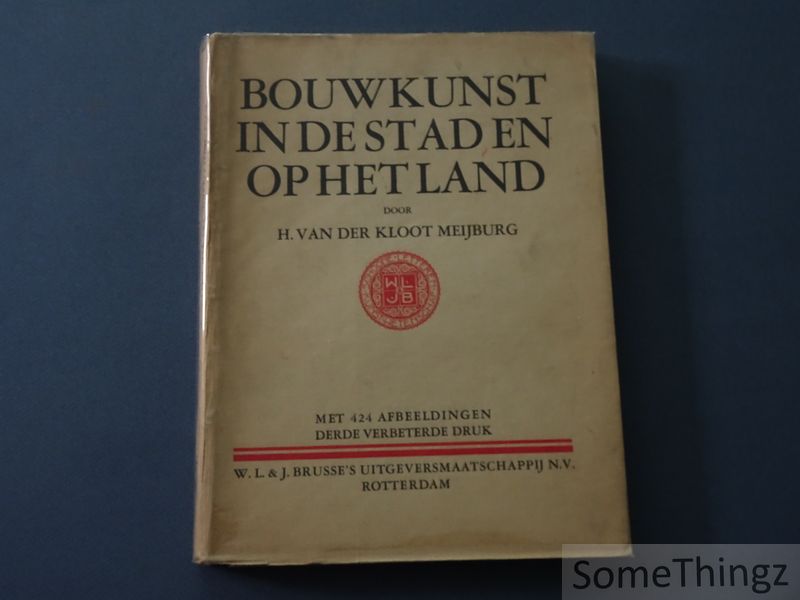 BOUWKUNST
IN DE STAD EN
OP HET LAND
DOOR
H. VAN DER KLOOT MEIJBURG
W L
J B
MET 424 AFBEELDINGEN
DERDE VERBETERDE DRUK
W. L. & J. BRUSSE'S UITGEVERSMAATSCHAPPIJ N.V.
ROTTERDAM
SomeThingz